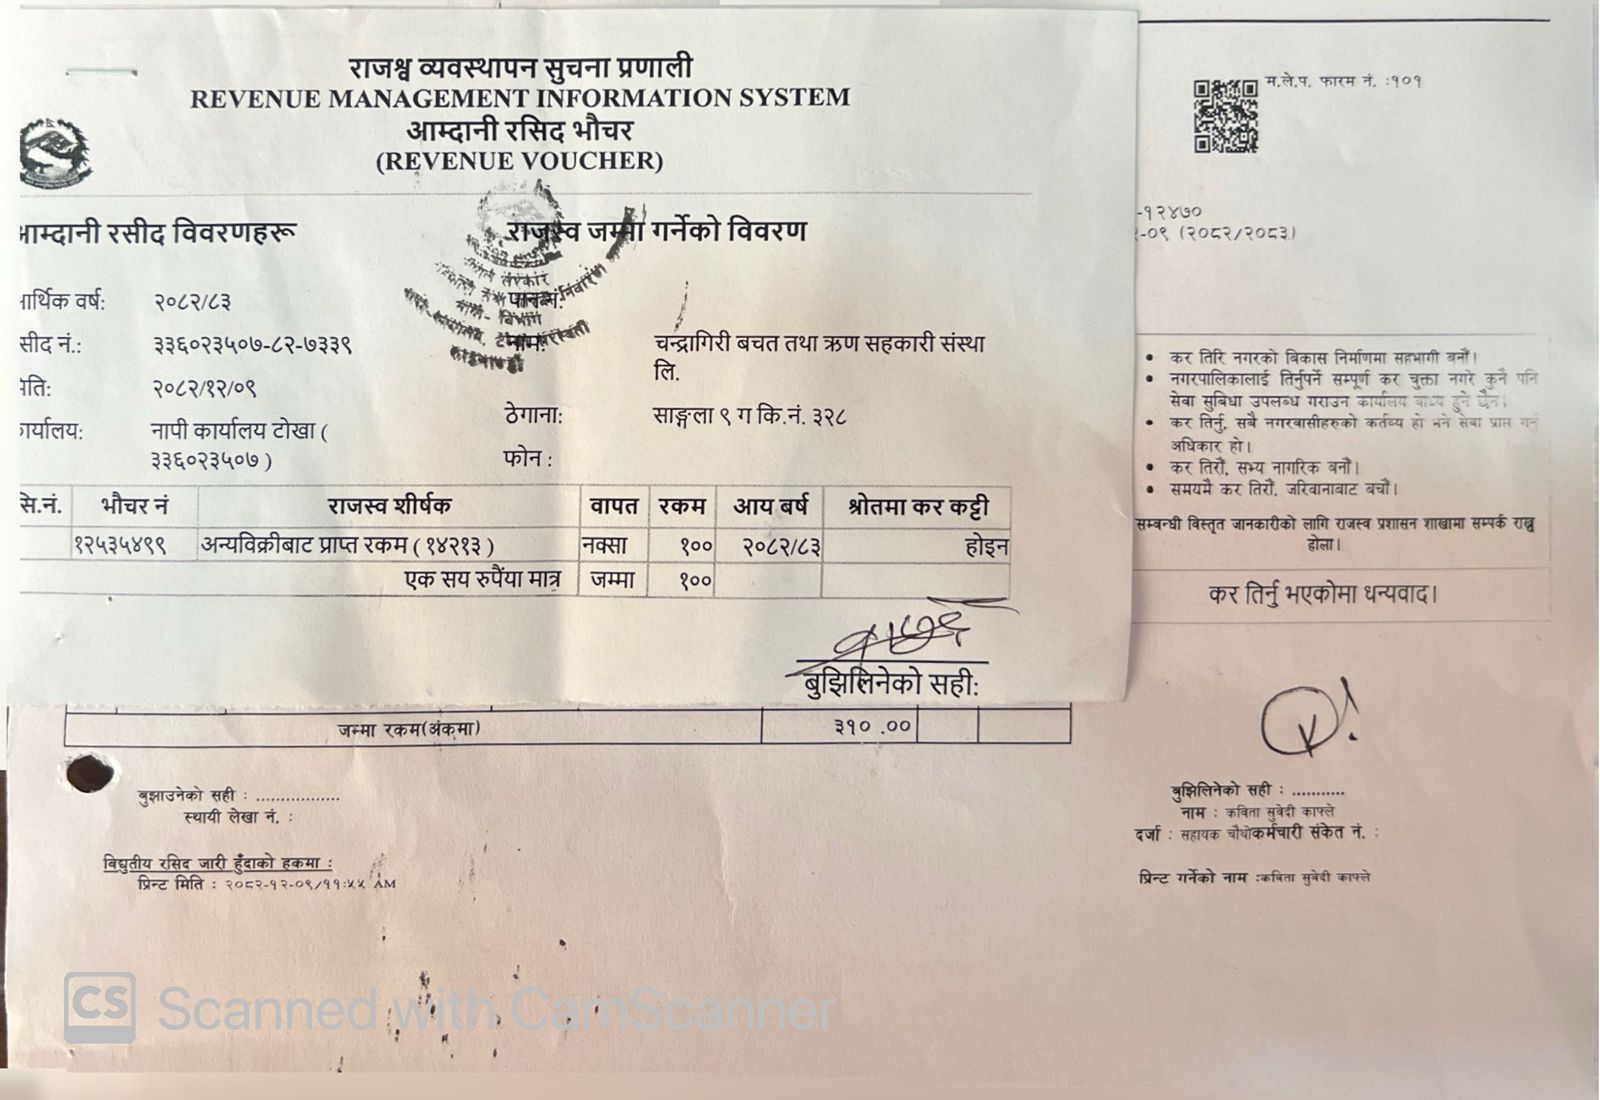 राजश्व व्यवस्थापन सुचना प्रणाली
REVENUE MANAGEMENT INFORMATION SYSTEM
आम्दानी रसिद भौचर
(REVENUE VOUCHER)
आम्दानी रसीद विवरणहरू
राजस्व जम्मा गर्नेको विवरण
आर्थिक वर्ष: २०८२/८३
सीद नं.: ३३६०२३५०७-८२-७३३९
मिति: २०८२/१२/०९
कार्यालय: नापी कार्यालय टोखा (
३३६०२३५०७ )
नाम: चन्द्रागिरी बचत तथा ऋण सहकारी संस्था
लि.
ठेगाना: साङ्गला ९ ग कि.नं. ३२८
फोन :
सि.नं. भौचर नं राजस्व शीर्षक वापत रकम आय बर्ष श्रोतमा कर कट्टी
१२५३५४९९ अन्यविक्रीबाट प्राप्त रकम ( १४२१३ ) नक्सा १०० २०८२/८३ होइन
एक सय रुपैंया मात्र जम्मा १००
बुझिलिनेको सही:
म.ले.प. फारम नं. :१०१
-१२४७०
-०९ (२०८२/२०८३)
• कर तिरि नगरको बिकास निर्माणमा सहभागी बनौं।
• नगरपालिकालाई तिर्नुपर्ने सम्पूर्ण कर चुक्ता नगरे कुनै पनि
सेवा सुबिधा उपलब्ध गराउन कार्यालय बाध्य हुने छैन।
• कर तिर्नु, सबै नगरबासीहरुको कर्तव्य हो भने सेवा प्राप्त गर्नु
अधिकार हो।
• कर तिरौं, सभ्य नागरिक बनौं।
• समयमै कर तिरौं, जरिवानाबाट बचौं।
सम्बन्धी विस्तृत जानकारीको लागि राजस्व प्रशासन शाखामा सम्पर्क राख्नु
होला।
कर तिर्नु भएकोमा धन्यवाद।
जम्मा रकम(अंकमा) ३१० .००
बुझाउनेको सही : .................
स्थायी लेखा नं. :
बिधुतीय रसिद जारी हुँदाको हकमा :
प्रिन्ट मिति : २०८२-१२-०९/११:५५ AM
बुझिलिनेको सही : ...........
नाम : कविता सुवेदी काफ्ले
दर्जा : सहायक चौथोकर्मचारी संकेत नं. :
प्रिन्ट गर्नेको नाम :कविता सुवेदी काफ्ले
CS Scanned with CamScanner